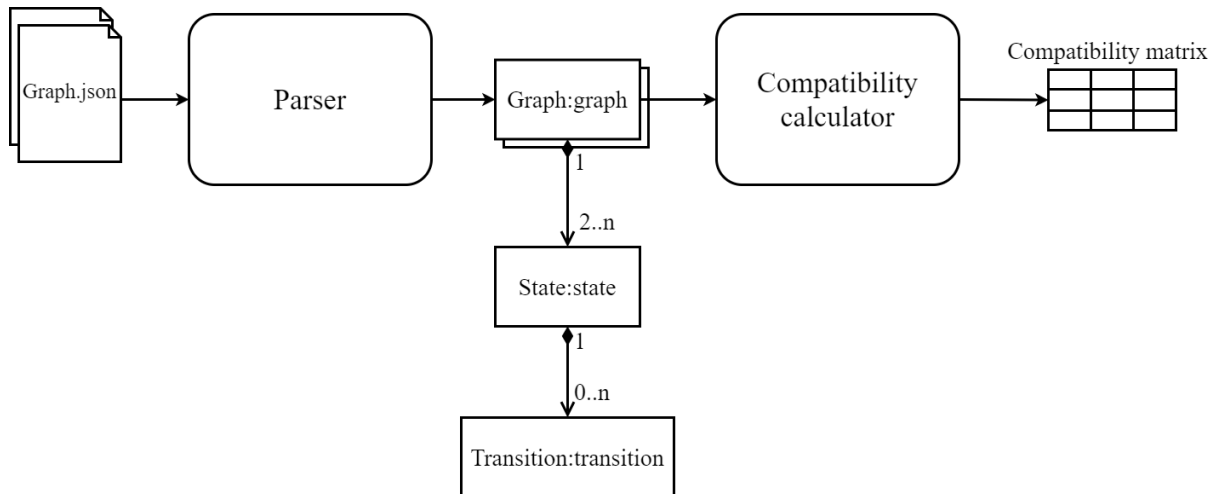 Graph.json
Parser
Graph:graph
Compatibility
calculator
Compatibility matrix
1
2..n
State:state
1
0..n
Transition:transition